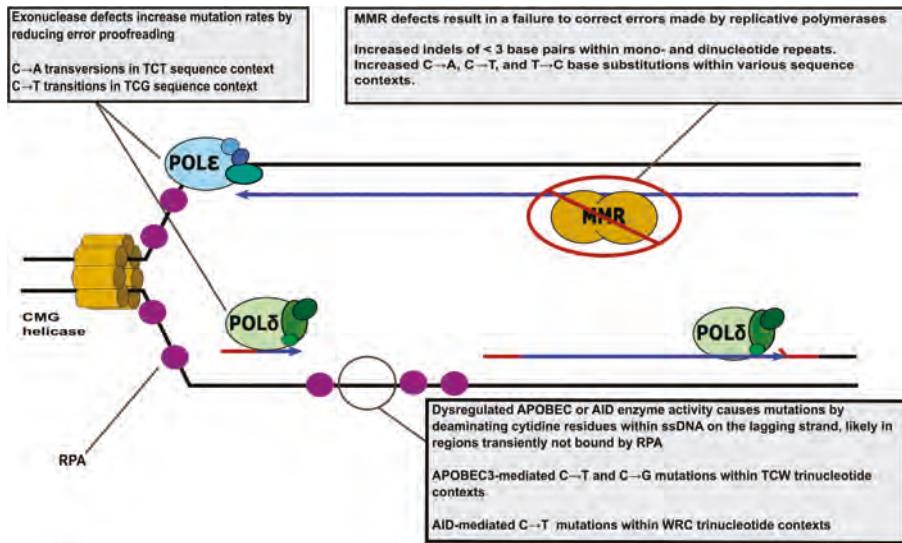 Exonuclease defects increase mutation rates by
reducing error proofreading
C→A transversions in TCT sequence context
C→T transitions in TCG sequence context
MMR defects result in a failure to correct errors made by replicative polymerases
Increased indels of < 3 base pairs within mono- and dinucleotide repeats.
Increased C→A, C→T, and T→C base substitutions within various sequence
contexts.
POLε
MMR
CMG
helicase
POLδ
POLδ
RPA
Dysregulated APOBEC or AID enzyme activity causes mutations by
deaminating cytidine residues within ssDNA on the lagging strand, likely in
regions transiently not bound by RPA
APOBEC3-mediated C→T and C→G mutations within TCW trinucleotide
contexts
AID-mediated C→T mutations within WRC trinucleotide contexts